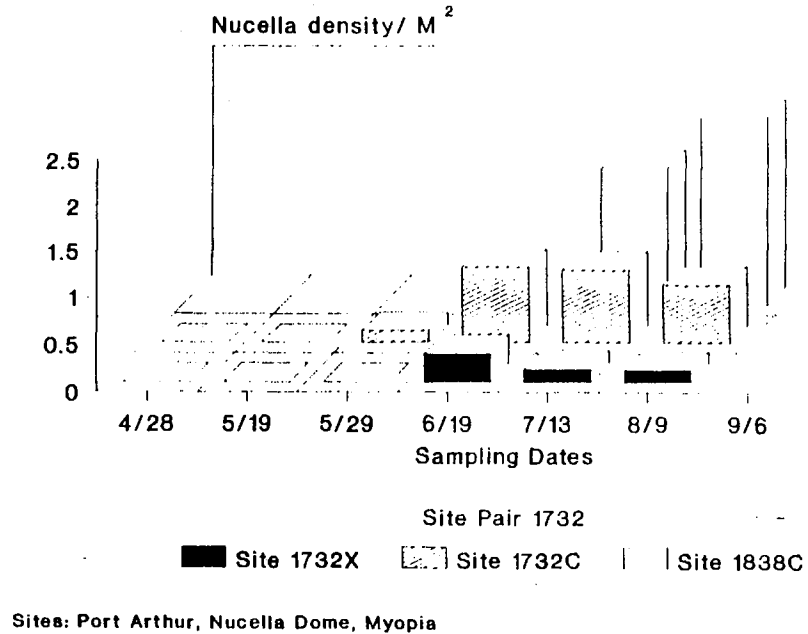 Nucella density/ M 2
2.5
2
1.5
1
0.5
0
4/28 5/19 5/29 6/19 7/13 8/9 9/6
Sampling Dates
Site Pair 1732
Site 1732X Site 1732C Site 1838C
Sites: Port Arthur, Nucella Dome, Myopia